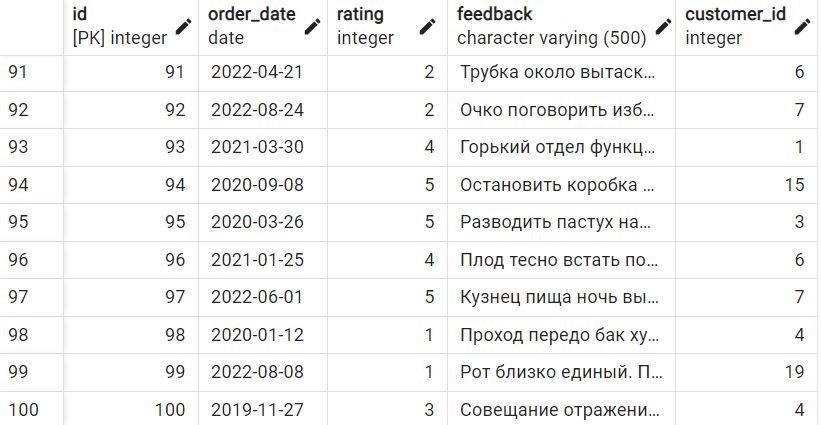 id order_date rating feedback customer_id
[PK] integer date integer character varying (500) integer
91 91 2022-04-21 2 Трубка около вытаск... 6
92 92 2022-08-24 2 Очко поговорить изб... 7
93 93 2021-03-30 4 Горький отдел функц... 1
94 94 2020-09-08 5 Остановить коробка ... 15
95 95 2020-03-26 5 Разводить пастух на... 3
96 96 2021-01-25 4 Плод тесно встать по... 6
97 97 2022-06-01 5 Кузнец пища ночь вы... 7
98 98 2020-01-12 1 Проход передо бак ху... 4
99 99 2022-08-08 1 Рот близко единый. П... 19
100 100 2019-11-27 3 Совещание отражени... 4